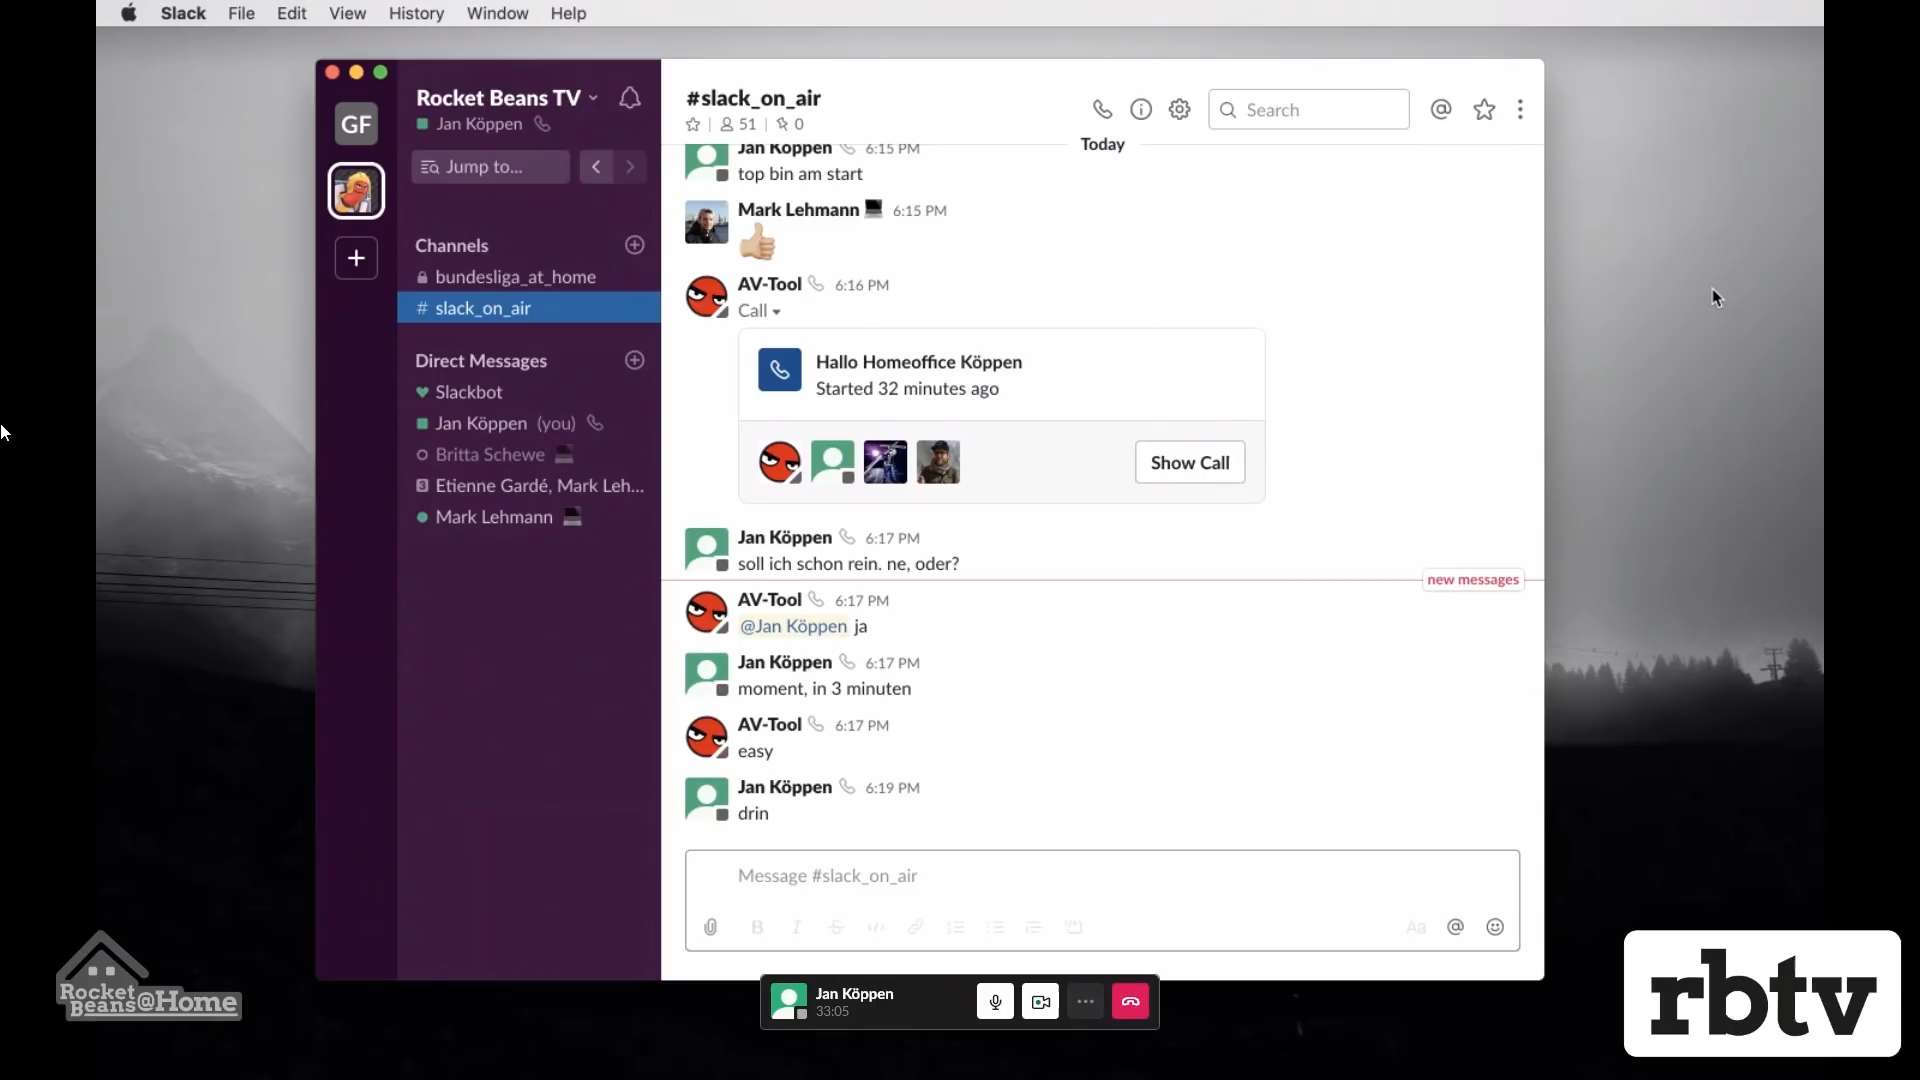 Slack File Edit View History Window Help
GF
Rocket Beans TV
Jan Köppen
Jump to...
Channels
bundesliga_at_home
# slack_on_air
Direct Messages
Slackbot
Jan Köppen (you)
Britta Schewe
3 Etienne Gardé, Mark Leh...
Mark Lehmann
#slack_on_air
51 | 0
Search
Today
Jan Köppen 6:15 PM
top bin am start
Mark Lehmann 6:15 PM
AV-Tool 6:16 PM
Call
Hallo Homeoffice Köppen
Started 32 minutes ago
Show Call
Jan Köppen 6:17 PM
soll ich schon rein. ne, oder?
new messages
AV-Tool 6:17 PM
@Jan Köppen ja
Jan Köppen 6:17 PM
moment, in 3 minuten
AV-Tool 6:17 PM
easy
Jan Köppen 6:19 PM
drin
Message #slack_on_air
B I S Aa @
Jan Köppen
33:05
Rocket
Beans@Home
rbtv